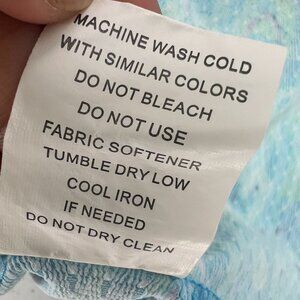 MACHINE WASH COLD
WITH SIMILAR COLORS
DO NOT BLEACH
DO NOT USE
FABRIC SOFTENER
TUMBLE DRY LOW
COOL IRON
IF NEEDED
DO NOT DRY CLEAN